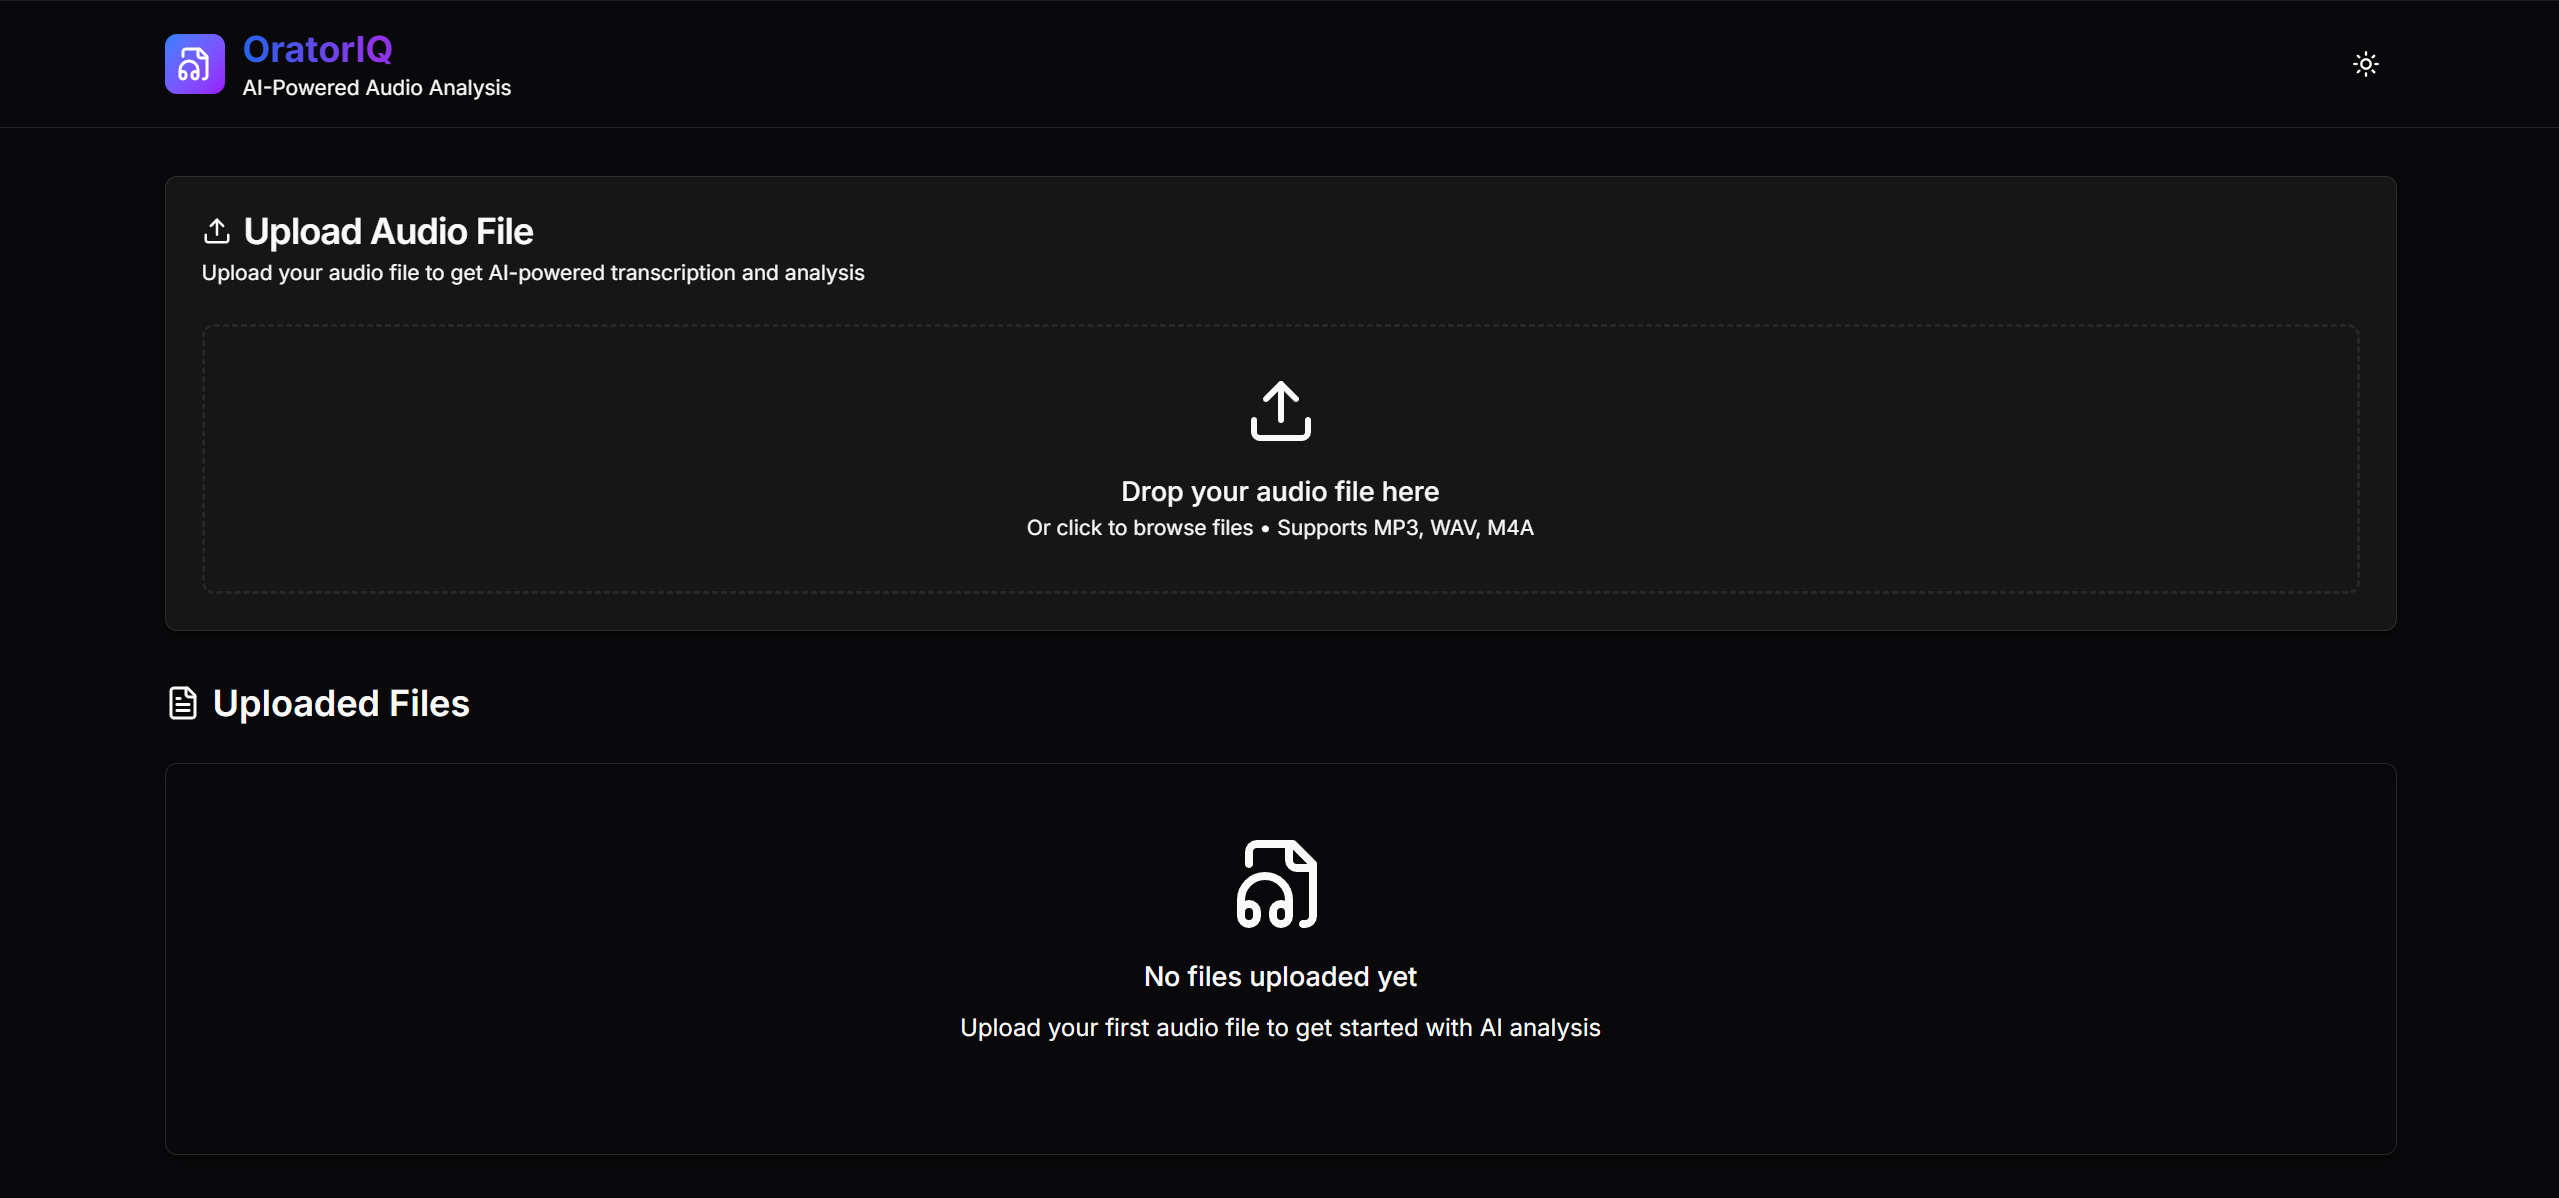 OratorIQ
AI-Powered Audio Analysis
Upload Audio File
Upload your audio file to get AI-powered transcription and analysis
Drop your audio file here
Or click to browse files • Supports MP3, WAV, M4A
Uploaded Files
No files uploaded yet
Upload your first audio file to get started with AI analysis